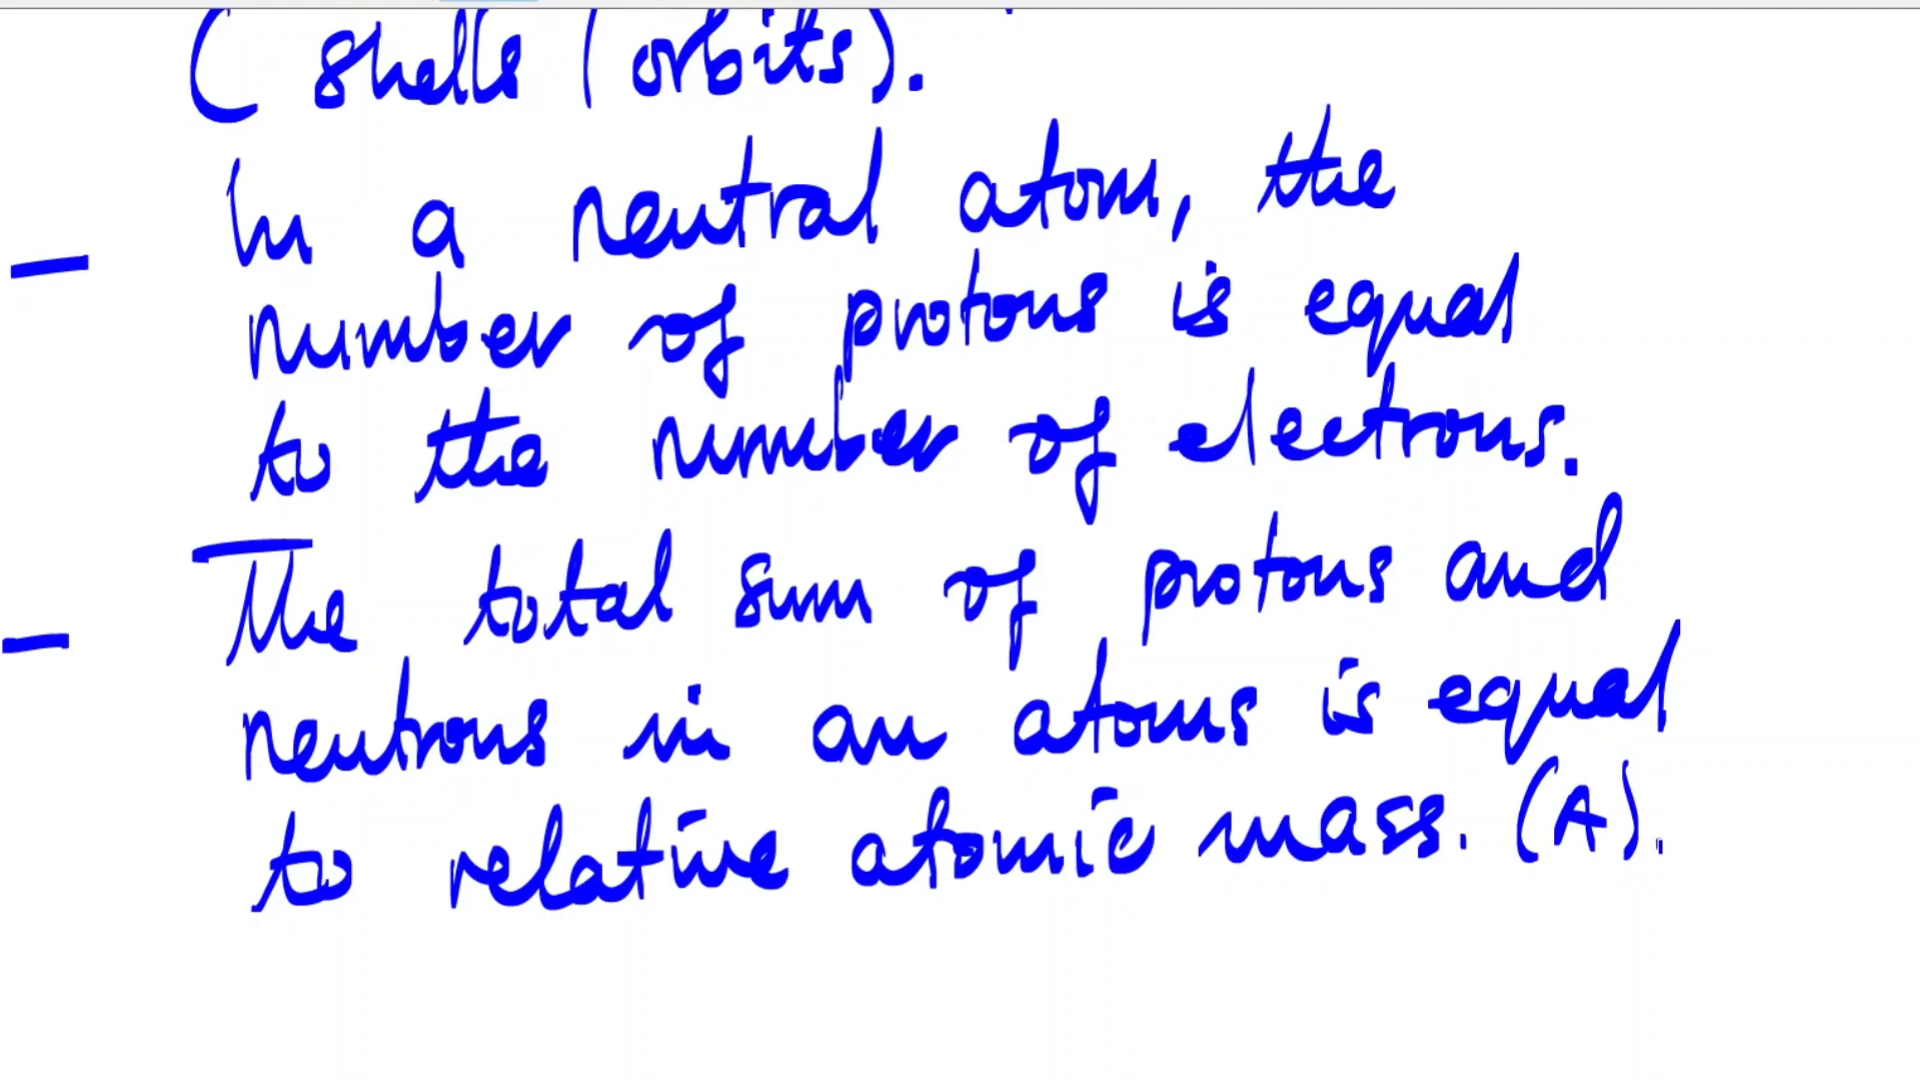 ( shells / orbits).
- In a neutral atom, the
number of protons is equal
to the number of electrons.
- The total sum of protons and
neutrons in an atoms is equal
to relative atomic mass. (A).